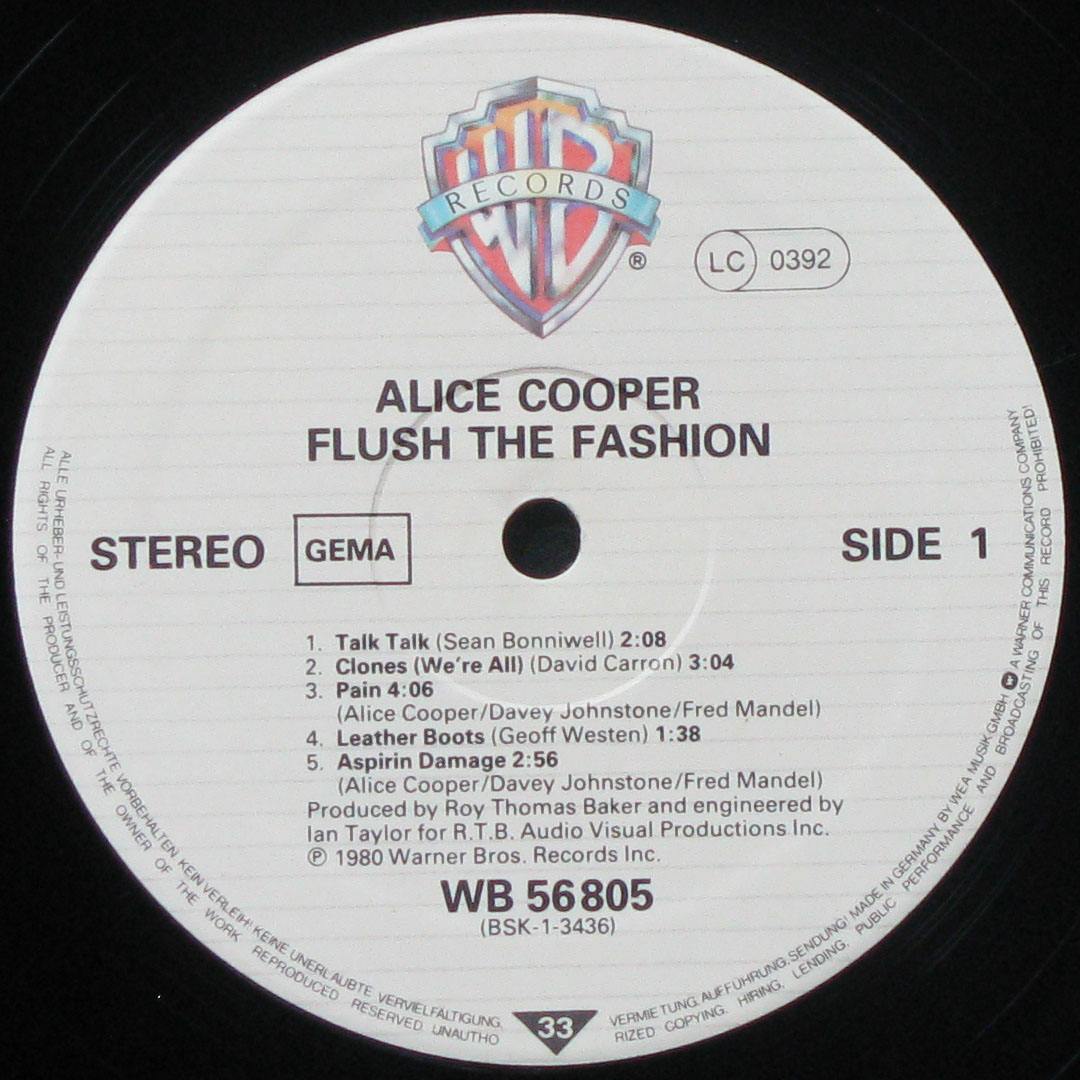 WB
RECORDS
®
LC 0392
ALICE COOPER
FLUSH THE FASHION
STEREO GEMA SIDE 1
1. Talk Talk (Sean Bonniwell) 2:08
2. Clones (We're All) (David Carron) 3:04
3. Pain 4:06
(Alice Cooper/Davey Johnstone/Fred Mandel)
4. Leather Boots (Geoff Westen) 1:38
5. Aspirin Damage 2:56
(Alice Cooper/Davey Johnstone/Fred Mandel)
Produced by Roy Thomas Baker and engineered by
Ian Taylor for R.T.B. Audio Visual Productions Inc.
℗ 1980 Warner Bros. Records Inc.
WB 56 805
(BSK-1-3436)
33
ALLE URHEBER- UND LEISTUNGSSCHUTZRECHTE VORBEHALTEN. KEIN VERLEIH! KEINE UNERLAUBTE VERVIELFÄLTIGUNG, VERMIETUNG, AUFFÜHRUNG, SENDUNG! MADE IN GERMANY BY WEA MUSIK GMBH A WARNER COMMUNICATIONS COMPANY
ALL RIGHTS OF THE PRODUCER AND OF THE OWNER OF THE WORK REPRODUCED RESERVED UNAUTHORIZED COPYING, HIRING, LENDING, PUBLIC PERFORMANCE AND BROADCASTING OF THIS RECORD PROHIBITED!